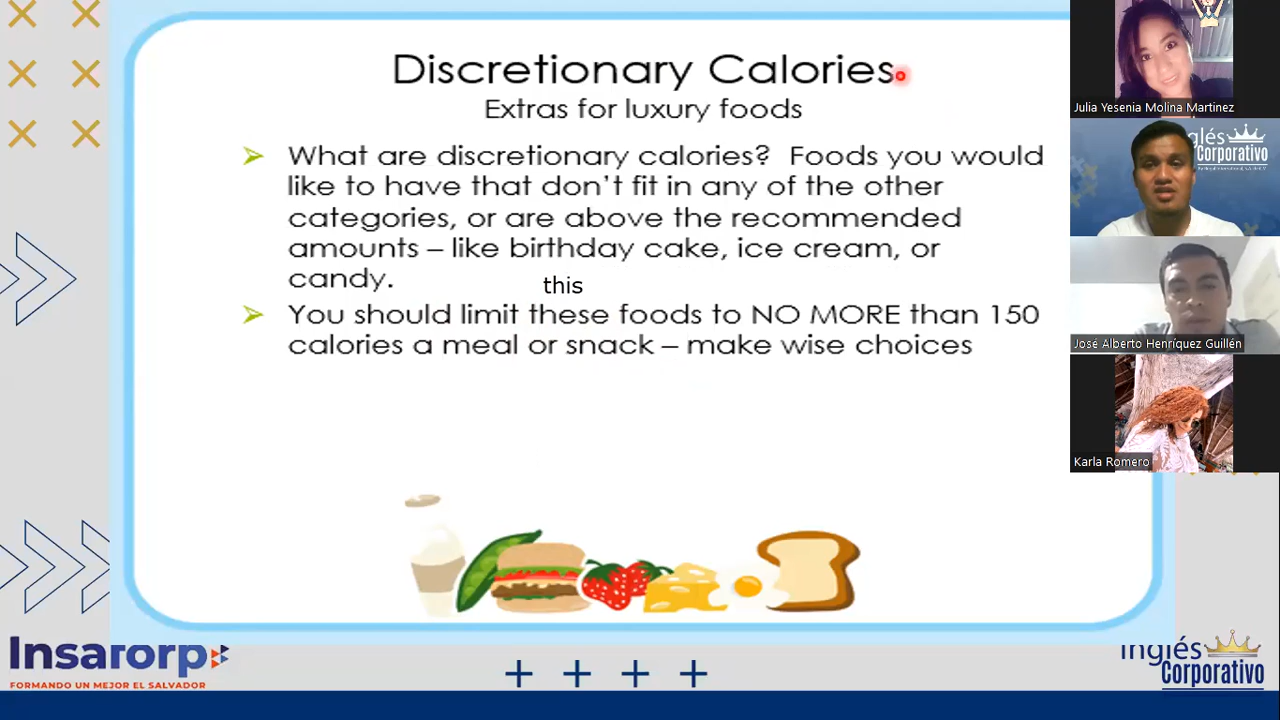 Discretionary Calories
Extras for luxury foods
What are discretionary calories? Foods you would
like to have that don't fit in any of the other
categories, or are above the recommended
amounts – like birthday cake, ice cream, or
candy.
this
You should limit these foods to NO MORE than 150
calories a meal or snack – make wise choices
Julia Yesenia Molina Martinez
glés
Corporativo
José Alberto Henríquez Guillén
Karla Romero
Insarorp
FORMANDO UN MEJOR EL SALVADOR
Inglés
Corporativo